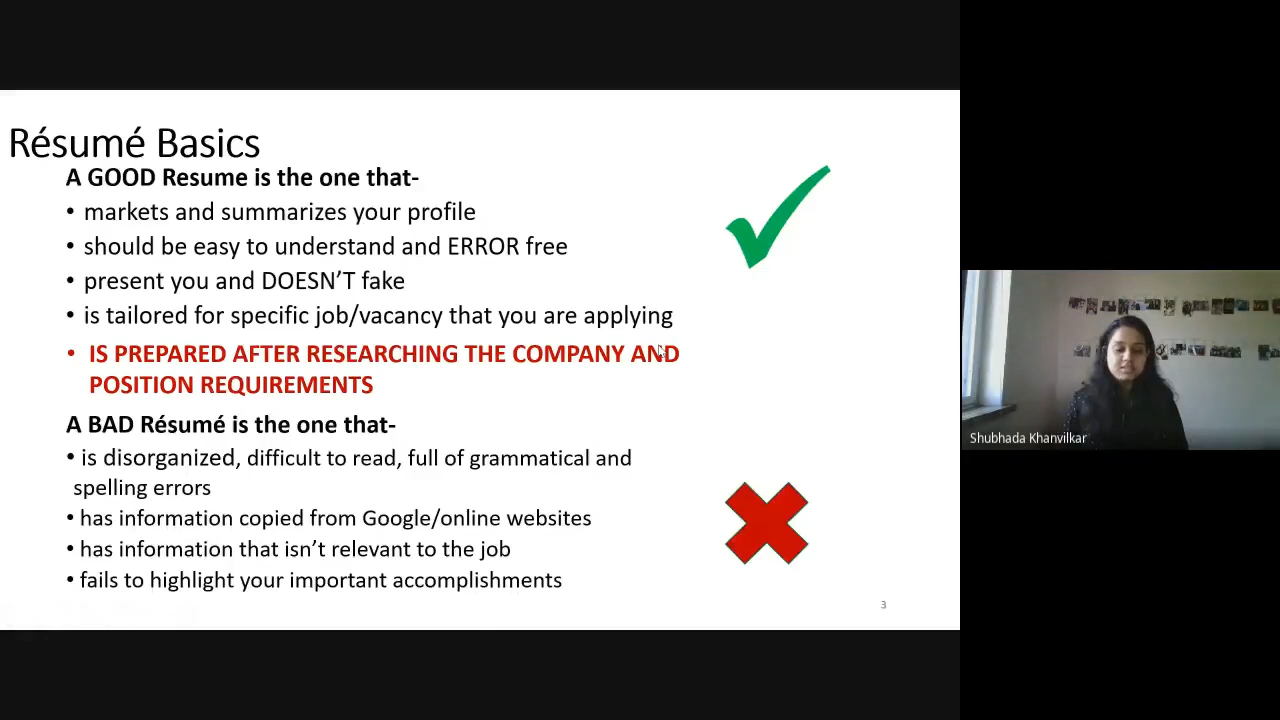 Résumé Basics
A GOOD Resume is the one that-
• markets and summarizes your profile
• should be easy to understand and ERROR free
• present you and DOESN’T fake
• is tailored for specific job/vacancy that you are applying
• IS PREPARED AFTER RESEARCHING THE COMPANY AND
POSITION REQUIREMENTS
A BAD Résumé is the one that-
• is disorganized, difficult to read, full of grammatical and
spelling errors
• has information copied from Google/online websites
• has information that isn’t relevant to the job
• fails to highlight your important accomplishments
3
Shubhada Khanvilkar